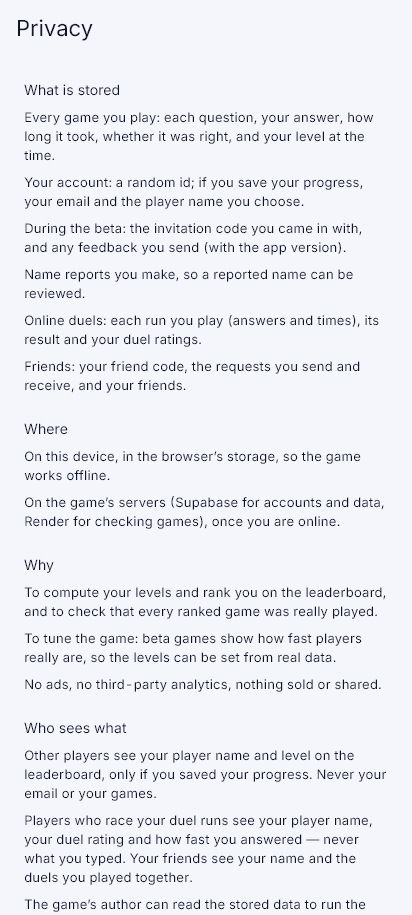 Privacy
What is stored
Every game you play: each question, your answer, how
long it took, whether it was right, and your level at the
time.
Your account: a random id; if you save your progress,
your email and the player name you choose.
During the beta: the invitation code you came in with,
and any feedback you send (with the app version).
Name reports you make, so a reported name can be
reviewed.
Online duels: each run you play (answers and times), its
result and your duel ratings.
Friends: your friend code, the requests you send and
receive, and your friends.
Where
On this device, in the browser’s storage, so the game
works offline.
On the game’s servers (Supabase for accounts and data,
Render for checking games), once you are online.
Why
To compute your levels and rank you on the leaderboard,
and to check that every ranked game was really played.
To tune the game: beta games show how fast players
really are, so the levels can be set from real data.
No ads, no third-party analytics, nothing sold or shared.
Who sees what
Other players see your player name and level on the
leaderboard, only if you saved your progress. Never your
email or your games.
Players who race your duel runs see your player name,
your duel rating and how fast you answered — never
what you typed. Your friends see your name and the
duels you played together.
The game’s author can read the stored data to run the